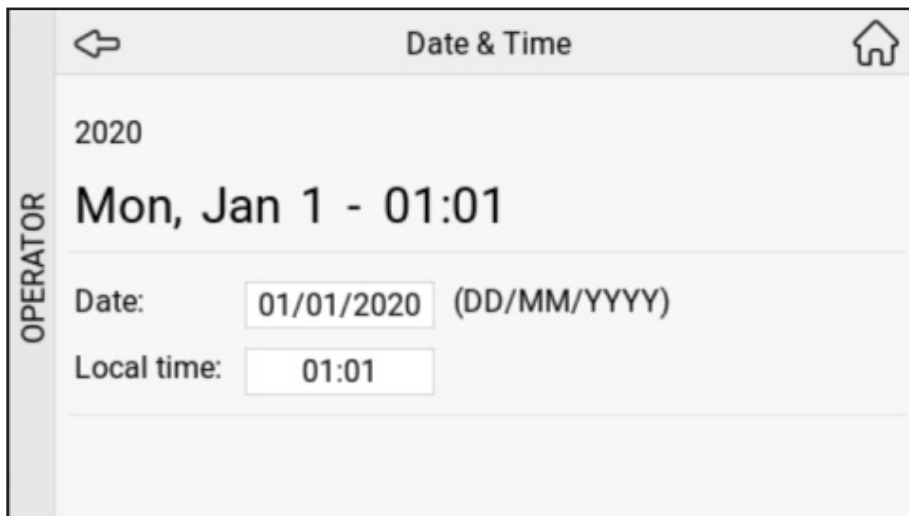 Date & Time
OPERATOR
2020
Mon, Jan 1 - 01:01
Date: 01/01/2020 (DD/MM/YYYY)
Local time: 01:01